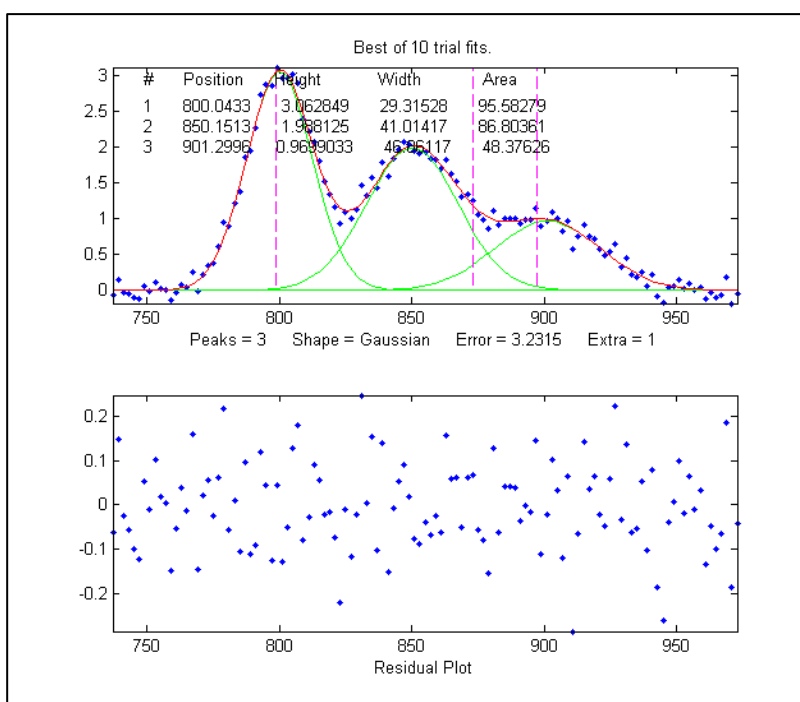 Best of 10 trial fits.
# Position Height Width Area
1 800.0433 3.062849 29.31528 95.58279
2 850.1513 1.988125 41.01417 86.80361
3 901.2996 0.9699033 48.37626
3
2.5
2
1.5
1
0.5
0
750 800 850 900 950
Peaks = 3 Shape = Gaussian Error = 3.2315 Extra = 1
0.2
0.1
0
-0.1
-0.2
750 800 850 900 950
Residual Plot